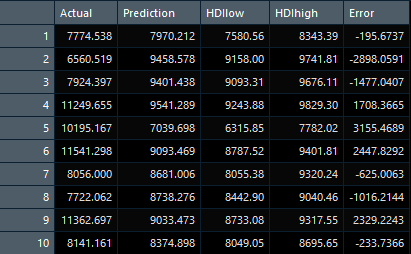 Actual Prediction HDIlow HDIhigh Error
1 7774.538 7970.212 7580.56 8343.39 -195.6737
2 6560.519 9458.578 9158.00 9741.81 -2898.0591
3 7924.397 9401.438 9093.31 9676.11 -1477.0407
4 11249.655 9541.289 9243.88 9829.30 1708.3665
5 10195.167 7039.698 6315.85 7782.02 3155.4689
6 11541.298 9093.469 8787.52 9401.81 2447.8292
7 8056.000 8681.006 8055.38 9320.24 -625.0063
8 7722.062 8738.276 8442.90 9040.46 -1016.2144
9 11362.697 9033.473 8733.08 9317.55 2329.2243
10 8141.161 8374.898 8049.05 8695.65 -233.7366